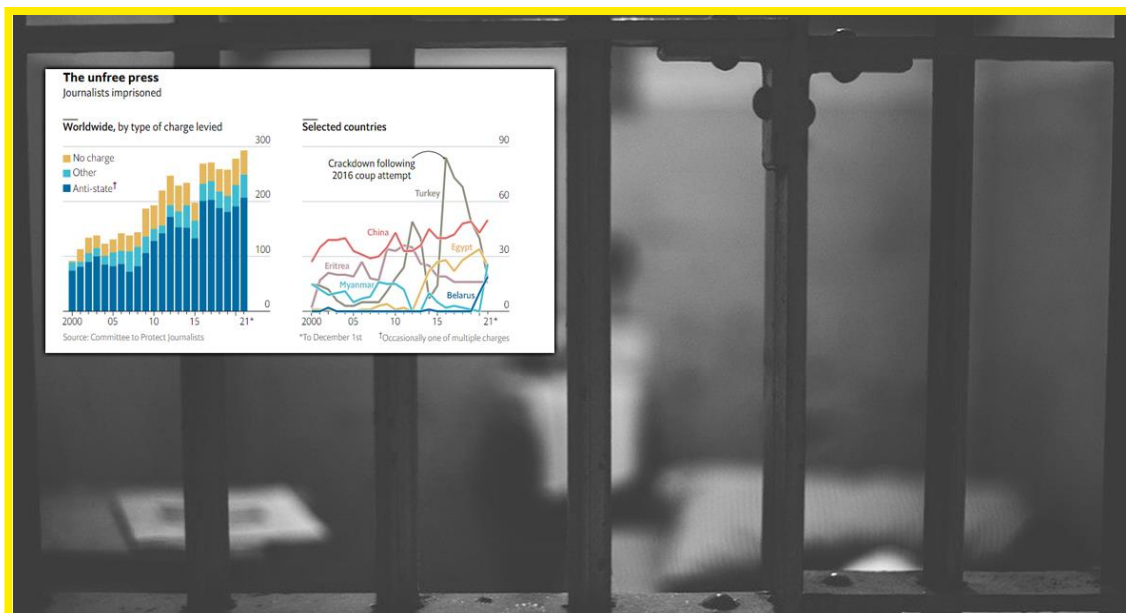 The unfree press
Journalists imprisoned
Worldwide, by type of charge levied
300
No charge
Other
Anti-state†
200
100
0
2000
05
10
15
21*
Source: Committee to Protect Journalists
Selected countries
90
Crackdown following
2016 coup attempt
Turkey
60
China
Egypt
Eritrea
30
Myanmar
Belarus
0
2000
05
10
15
21*
*To December 1st †Occasionally one of multiple charges